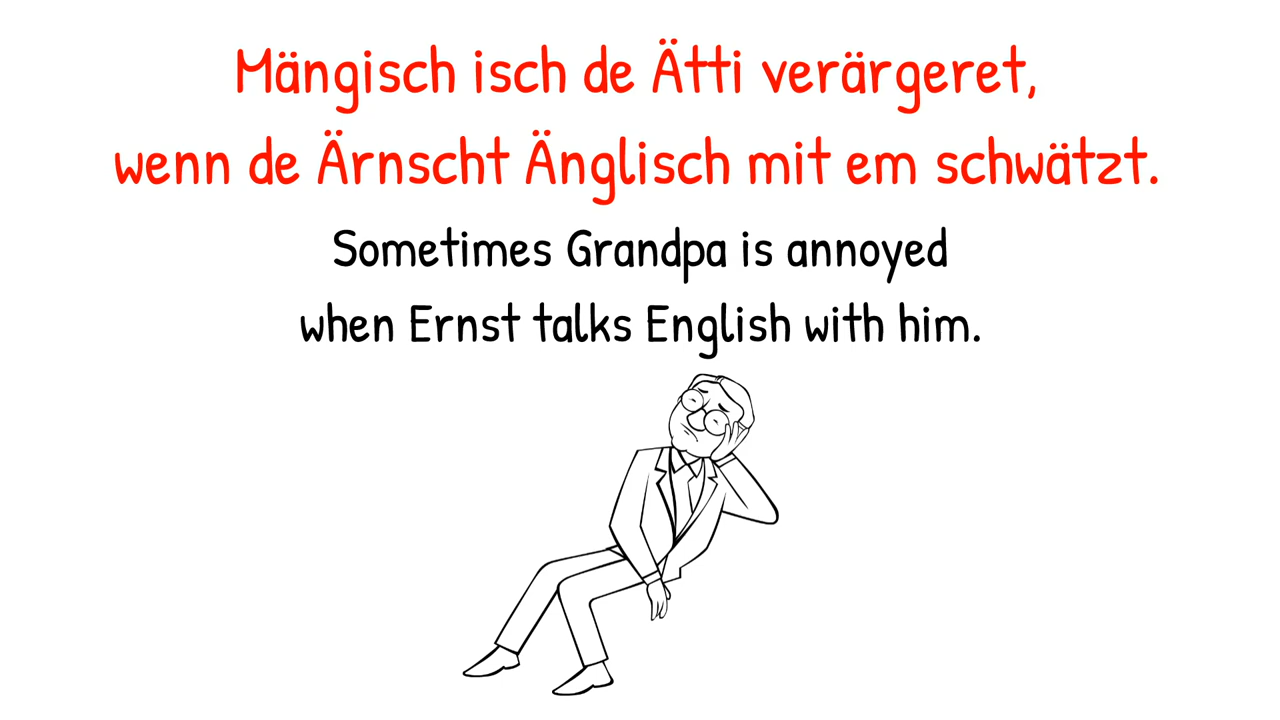 Mängisch isch de Ätti verärgeret,
wenn de Ärnscht Änglisch mit em schwätzt.
Sometimes Grandpa is annoyed
when Ernst talks English with him.